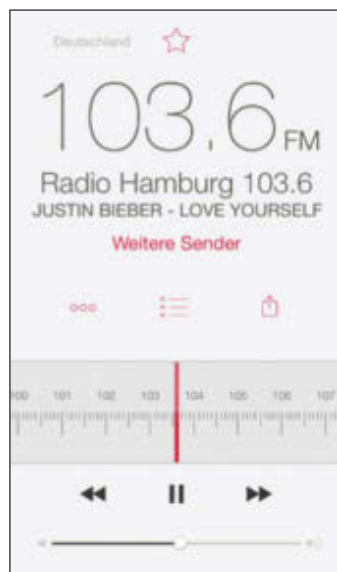 Deutschland
103.6 FM
Radio Hamburg 103.6
JUSTIN BIEBER - LOVE YOURSELF
Weitere Sender
100 101 102 103 104 105 106 107